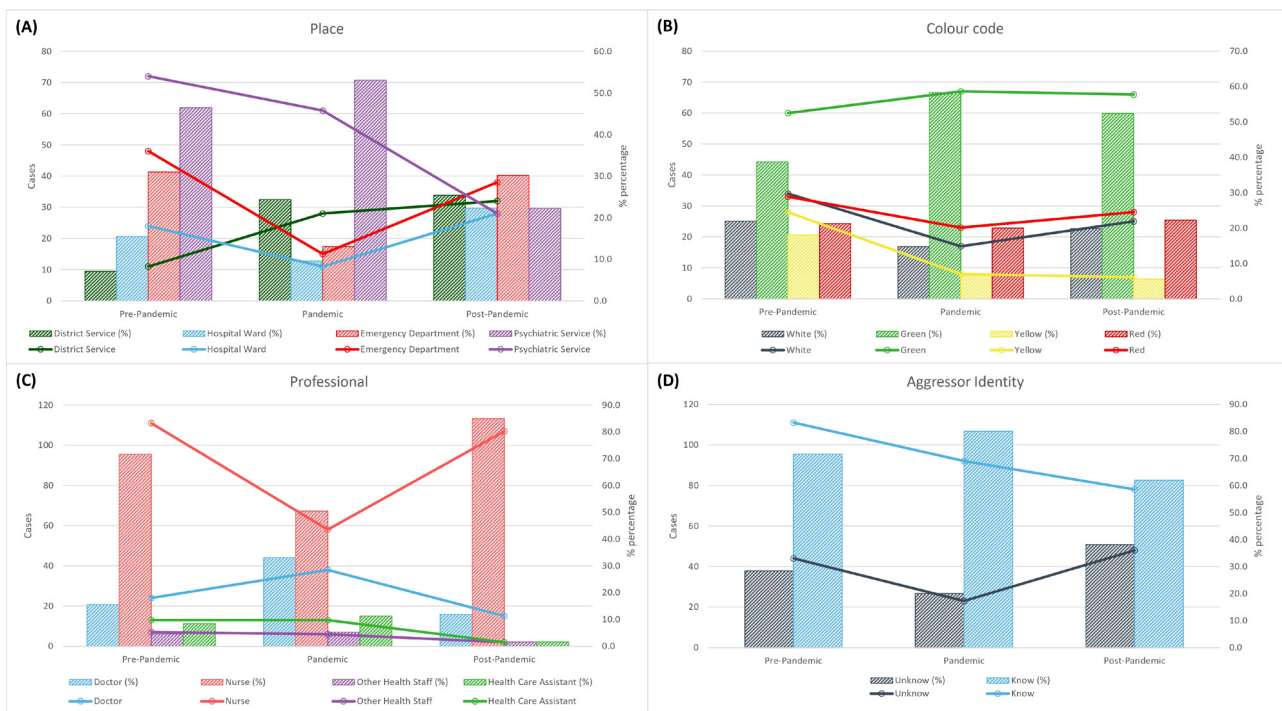 (A)
Place
80
70
60
50
40
30
20
10
0
Cases
60.0
50.0
40.0
30.0
20.0
10.0
0.0
% percentage
Pre-Pandemic Pandemic Post-Pandemic
District Service (%) Hospital Ward (%) Emergency Department (%) Psychiatric Service (%)
District Service Hospital Ward Emergency Department Psychiatric Service
(B)
Colour code
80
70
60
50
40
30
20
10
0
Cases
70.0
60.0
50.0
40.0
30.0
20.0
10.0
0.0
% percentage
Pre-Pandemic Pandemic Post-Pandemic
White (%) Green (%) Yellow (%) Red (%)
White Green Yellow Red
(C)
Professional
120
100
80
60
40
20
0
Cases
90.0
80.0
70.0
60.0
50.0
40.0
30.0
20.0
10.0
0.0
% percentage
Pre-Pandemic Pandemic Post-Pandemic
Doctor (%) Nurse (%) Other Health Staff (%) Health Care Assistant (%)
Doctor Nurse Other Health Staff Health Care Assistant
(D)
Aggressor Identity
120
100
80
60
40
20
0
Cases
90.0
80.0
70.0
60.0
50.0
40.0
30.0
20.0
10.0
0.0
% percentage
Pre-Pandemic Pandemic Post-Pandemic
Unknow (%) Know (%)
Unknow Know